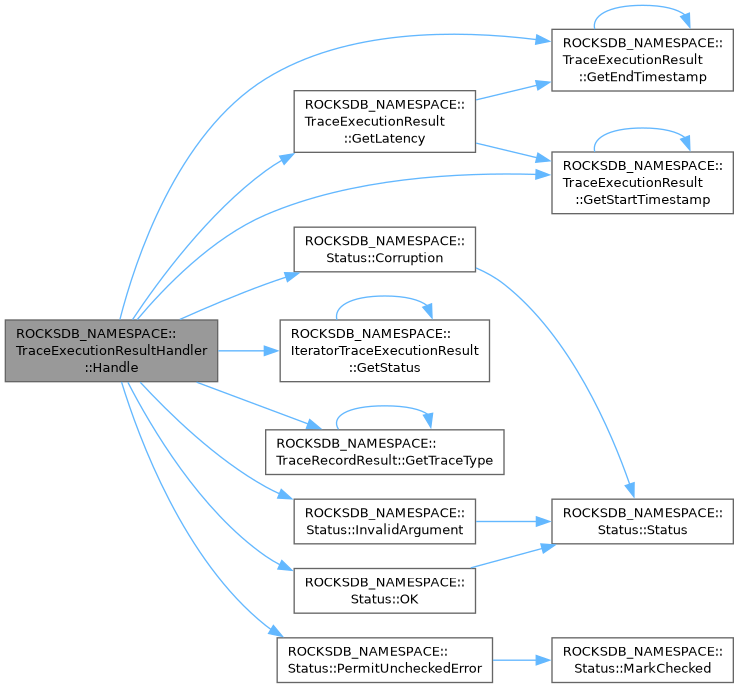 ROCKSDB_NAMESPACE::
TraceExecutionResultHandler
::Handle
ROCKSDB_NAMESPACE::
TraceExecutionResult
::GetEndTimestamp
ROCKSDB_NAMESPACE::
TraceExecutionResult
::GetLatency
ROCKSDB_NAMESPACE::
TraceExecutionResult
::GetStartTimestamp
ROCKSDB_NAMESPACE::
Status::Corruption
ROCKSDB_NAMESPACE::
IteratorTraceExecutionResult
::GetStatus
ROCKSDB_NAMESPACE::
TraceRecordResult::GetTraceType
ROCKSDB_NAMESPACE::
Status::InvalidArgument
ROCKSDB_NAMESPACE::
Status::Status
ROCKSDB_NAMESPACE::
Status::OK
ROCKSDB_NAMESPACE::
Status::PermitUncheckedError
ROCKSDB_NAMESPACE::
Status::MarkChecked